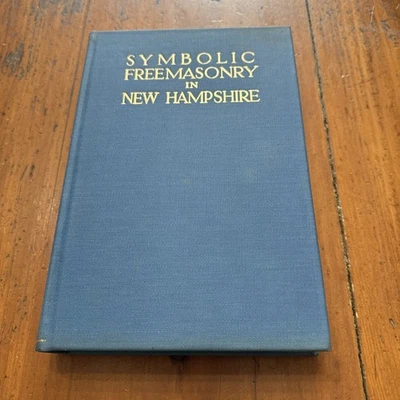 SYMBOLIC
FREEMASONRY
IN
NEW HAMPSHIRE